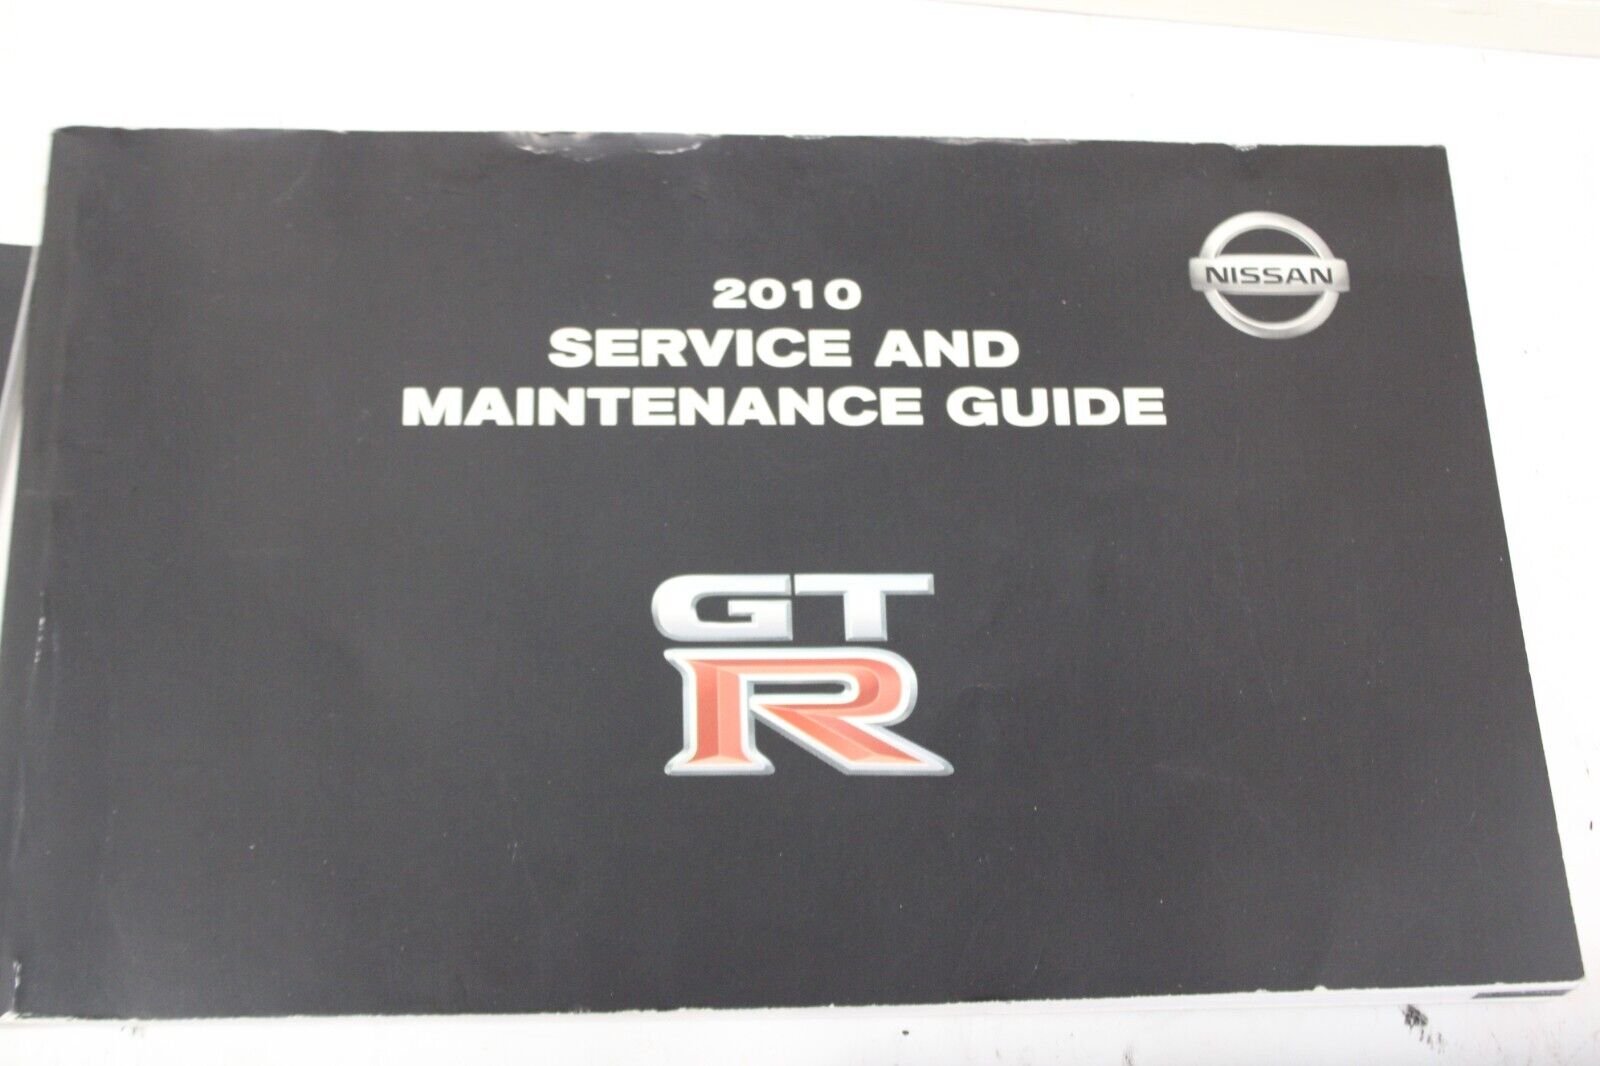 NISSAN
2010
SERVICE AND
MAINTENANCE GUIDE
GT
R